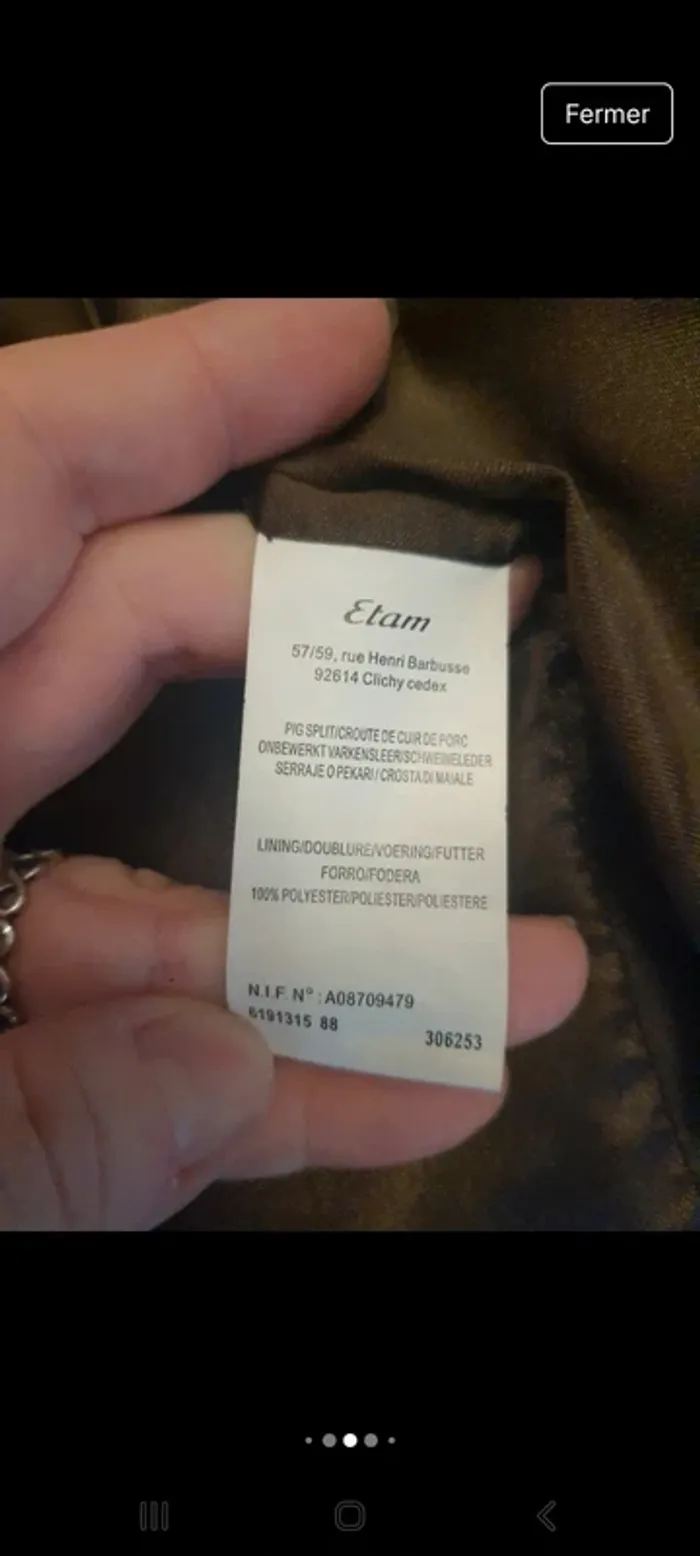 Fermer
Etam
57/59, rue Henri Barbusse
92614 Clichy cedex
PIG SPLIT/CROUTE DE CUIR DE PORC
ONBEWERKT VARKENSLEER/SCHWEINELEDER
SERRAJE O PEKARI / CROSTA DI MAIALE
LINING/DOUBLURE/VOERING/FUTTER
FORRO/FODERA
100% POLYESTER/POLIESTER/POLIESTERE
N.I.F. N° : A08709479
6191315 88
306253